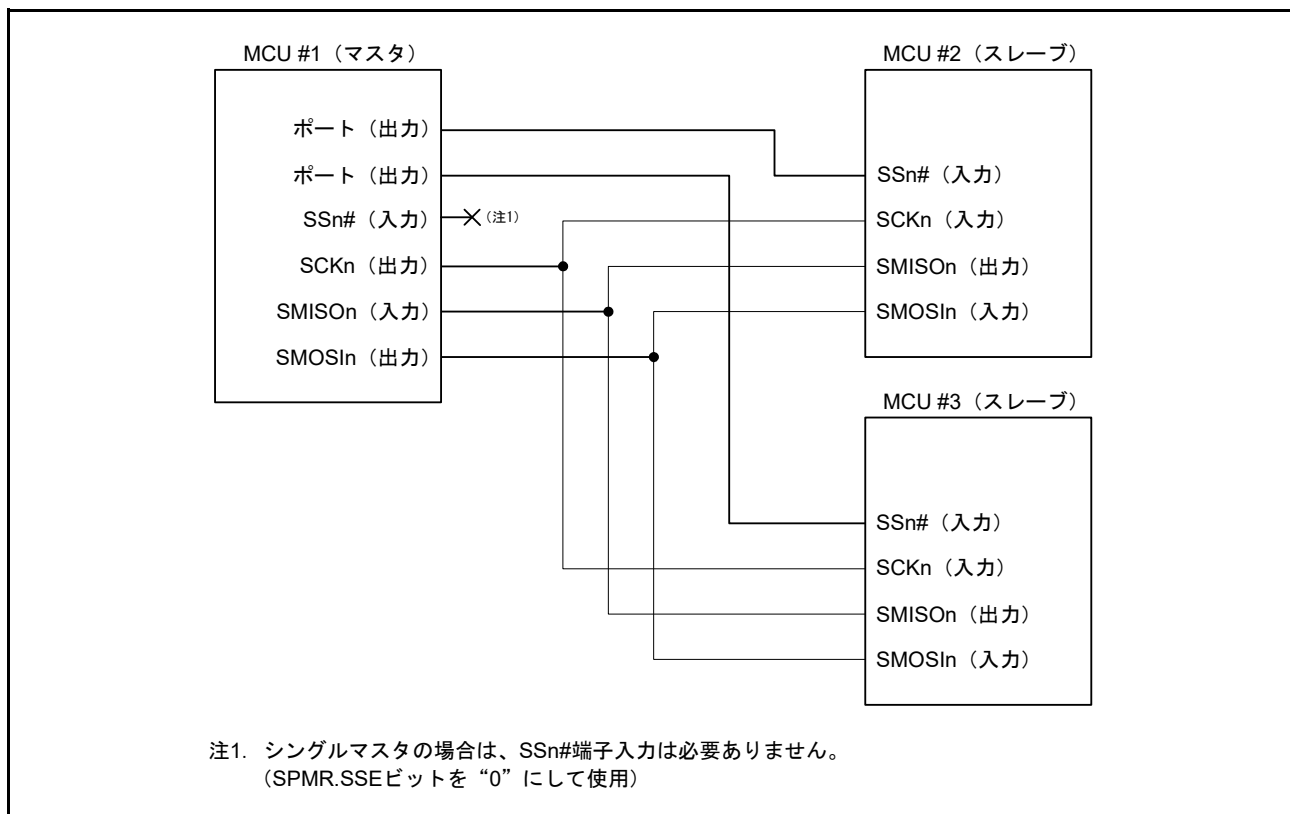 MCU #1（マスタ）
ポート（出力）
ポート（出力）
SSn#（入力）
（注1）
SCKn（出力）
SMISOn（入力）
SMOSIn（出力）
MCU #2（スレーブ）
SSn#（入力）
SCKn（入力）
SMISOn（出力）
SMOSIn（入力）
MCU #3（スレーブ）
SSn#（入力）
SCKn（入力）
SMISOn（出力）
SMOSIn（入力）
注1. シングルマスタの場合は、SSn#端子入力は必要ありません。
（SPMR.SSEビットを“0”にして使用）